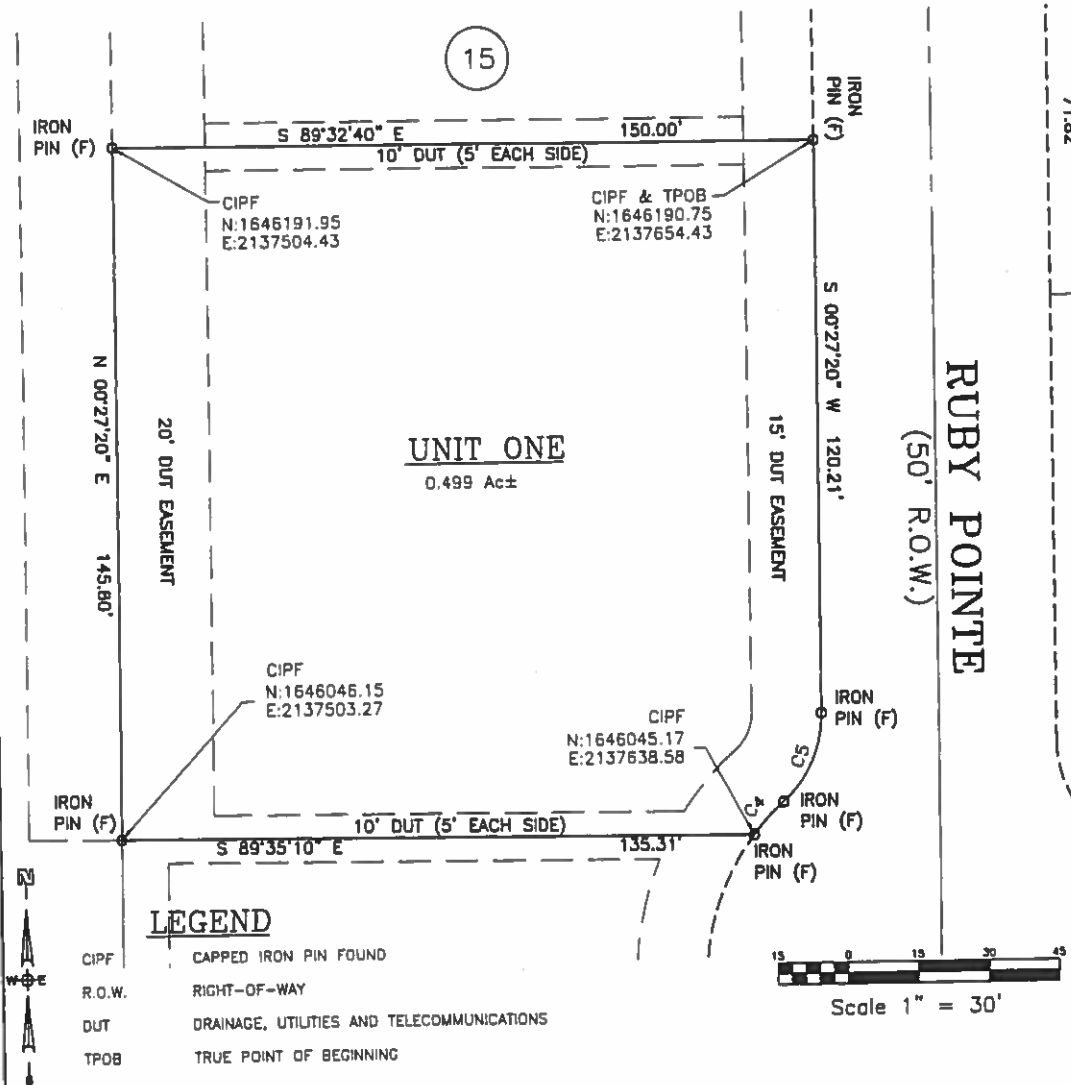 15
IRON
PIN (F)
S 89°32'40" E
150.00'
10' DUT (5' EACH SIDE)
IRON
PIN (F)
71.82
CIPF
N:1646191.95
E:2137504.43
CIPF & TPOB
N:1646190.75
E:2137654.43
N 00°27'20" E 145.80'
20' DUT EASEMENT
UNIT ONE
0.499 Ac±
15' DUT EASEMENT
S 00°27'20" W 120.21'
RUBY POINTE
(50' R.O.W.)
CIPF
N:1646046.15
E:2137503.27
CIPF
N:1646045.17
E:2137638.58
IRON
PIN (F)
C5
C4
IRON
PIN (F)
IRON
PIN (F)
10' DUT (5' EACH SIDE)
S 89°35'10" E
135.31'
IRON
PIN (F)
N
W E
LEGEND
CIPF CAPPED IRON PIN FOUND
R.O.W. RIGHT-OF-WAY
DUT DRAINAGE, UTILITIES AND TELECOMMUNICATIONS
TPOB TRUE POINT OF BEGINNING
15 0 15 30 45
Scale 1" = 30'